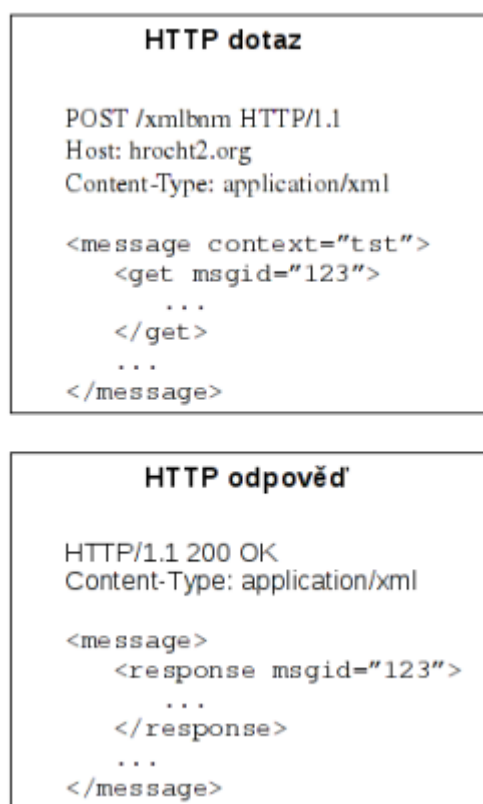 HTTP dotaz
POST /xmlbnm HTTP/1.1
Host: hrocht2.org
Content-Type: application/xml
<message context="tst">
<get msgid="123">
...
</get>
...
</message>
HTTP odpověď
HTTP/1.1 200 OK
Content-Type: application/xml
<message>
<response msgid="123">
...
</response>
...
</message>